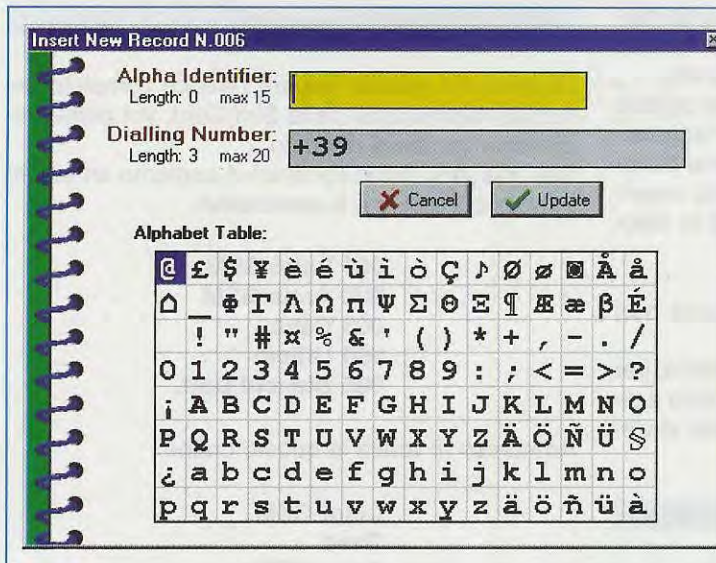 Insert New Record N.006
Alpha Identifier:
Length: 0 max 15
Dialling Number:
Length: 3 max 20
+39
Cancel Update
Alphabet Table:
@ £ $ ¥ è é ù ì ò Ç ♪ Ø ø ◙ Å å
⌂ _ Φ Γ Λ Ω π Ψ Σ Θ Ξ ¶ Æ æ β É
! " # ¤ % & ' ( ) * + , - . /
0 1 2 3 4 5 6 7 8 9 : ; < = > ?
¡ A B C D E F G H I J K L M N O
P Q R S T U V W X Y Z Ä Ö Ñ Ü §
¿ a b c d e f g h i j k l m n o
p q r s t u v w x y z ä ö ñ ü à